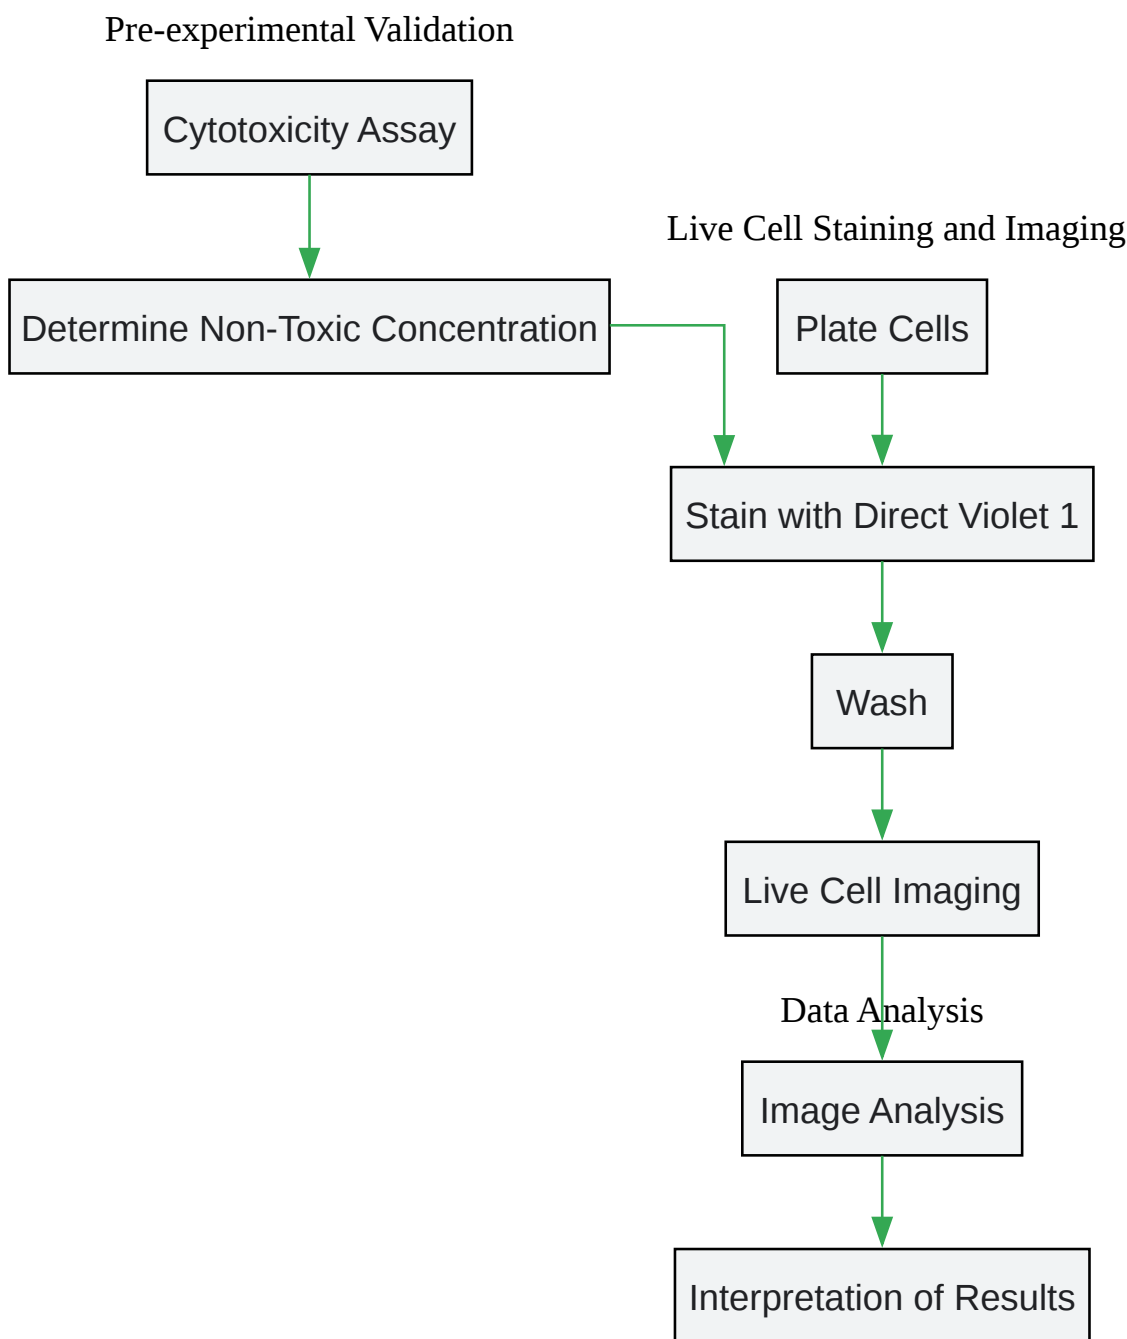 Pre-experimental Validation
Cytotoxicity Assay
Determine Non-Toxic Concentration
Live Cell Staining and Imaging
Plate Cells
Stain with Direct Violet 1
Wash
Live Cell Imaging
Data Analysis
Image Analysis
Interpretation of Results